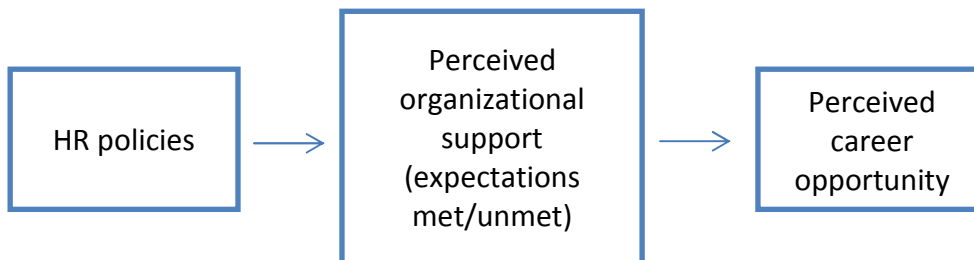 HR policies
Perceived
organizational
support
(expectations
met/unmet)
Perceived
career
opportunity